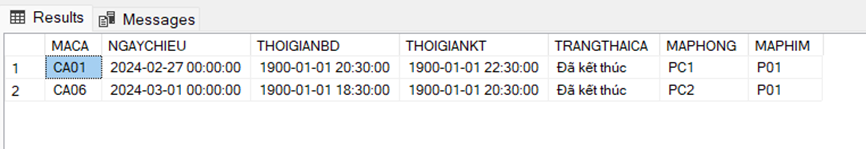 Results Messages
MACA NGAYCHIEU THOIGIANBD THOIGIANKT TRANGTHAICA MAPHONG MAPHIM
1 CA01 2024-02-27 00:00:00 1900-01-01 20:30:00 1900-01-01 22:30:00 Đã kết thúc PC1 P01
2 CA06 2024-03-01 00:00:00 1900-01-01 18:30:00 1900-01-01 20:30:00 Đã kết thúc PC2 P01